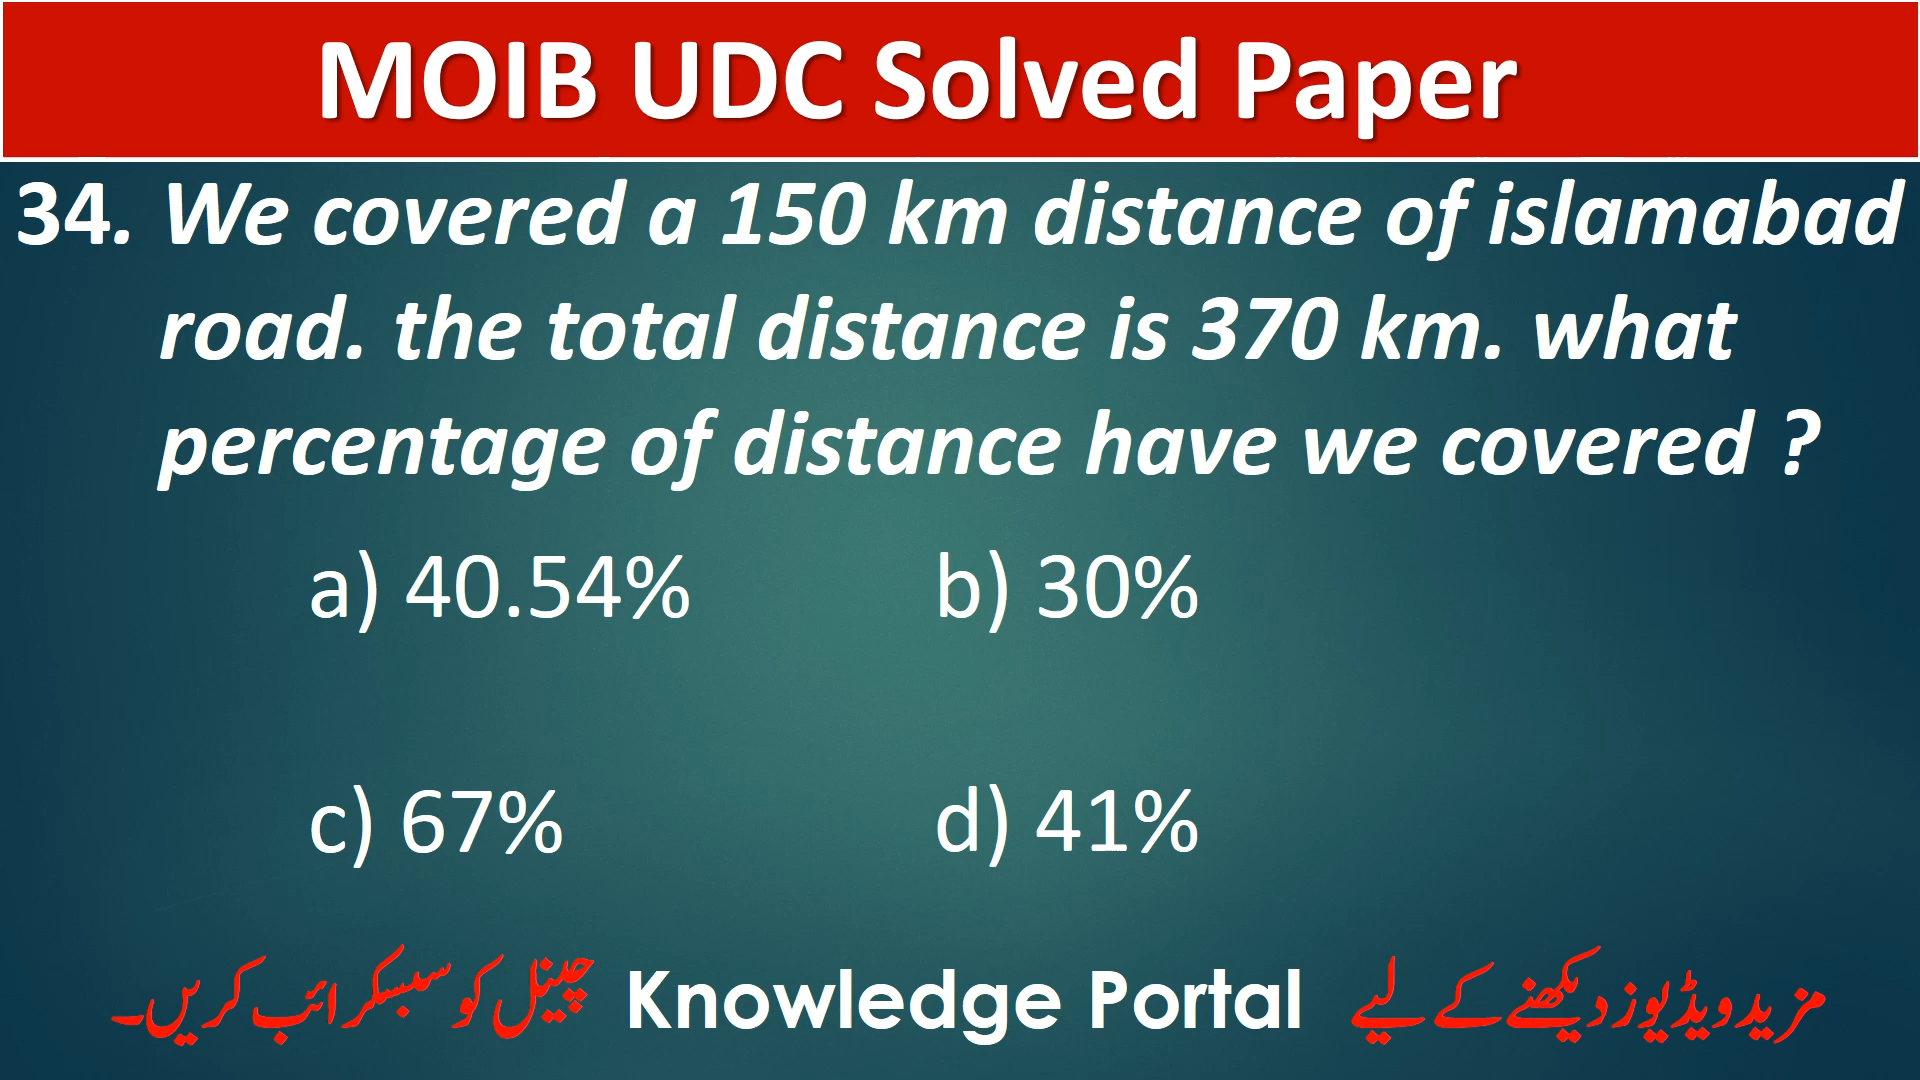 MOIB UDC Solved Paper
34. We covered a 150 km distance of islamabad
road. the total distance is 370 km. what
percentage of distance have we covered ?
a) 40.54% b) 30%
c) 67% d) 41%
مزید ویڈیوز دیکھنے کے لیے Knowledge Portal چینل کو سبسکرائب کریں۔